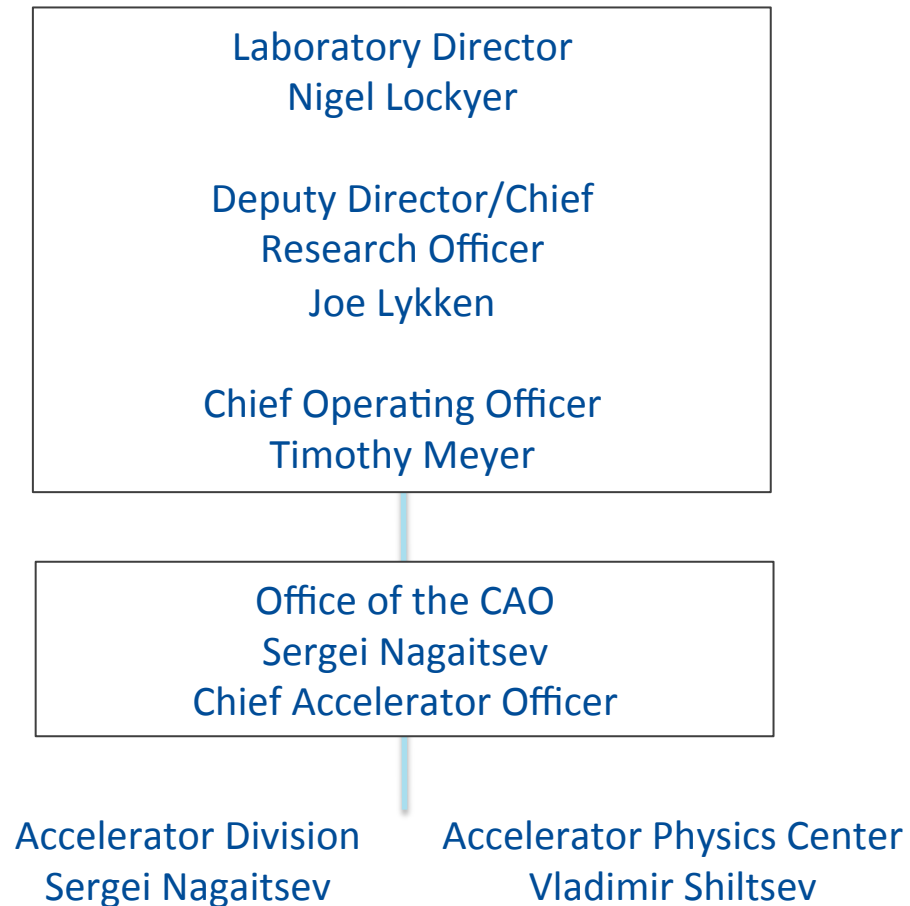 Laboratory Director
Nigel Lockyer
Deputy Director/Chief
Research Officer
Joe Lykken
Chief Operating Officer
Timothy Meyer
Office of the CAO
Sergei Nagaitsev
Chief Accelerator Officer
Accelerator Division
Sergei Nagaitsev
Accelerator Physics Center
Vladimir Shiltsev